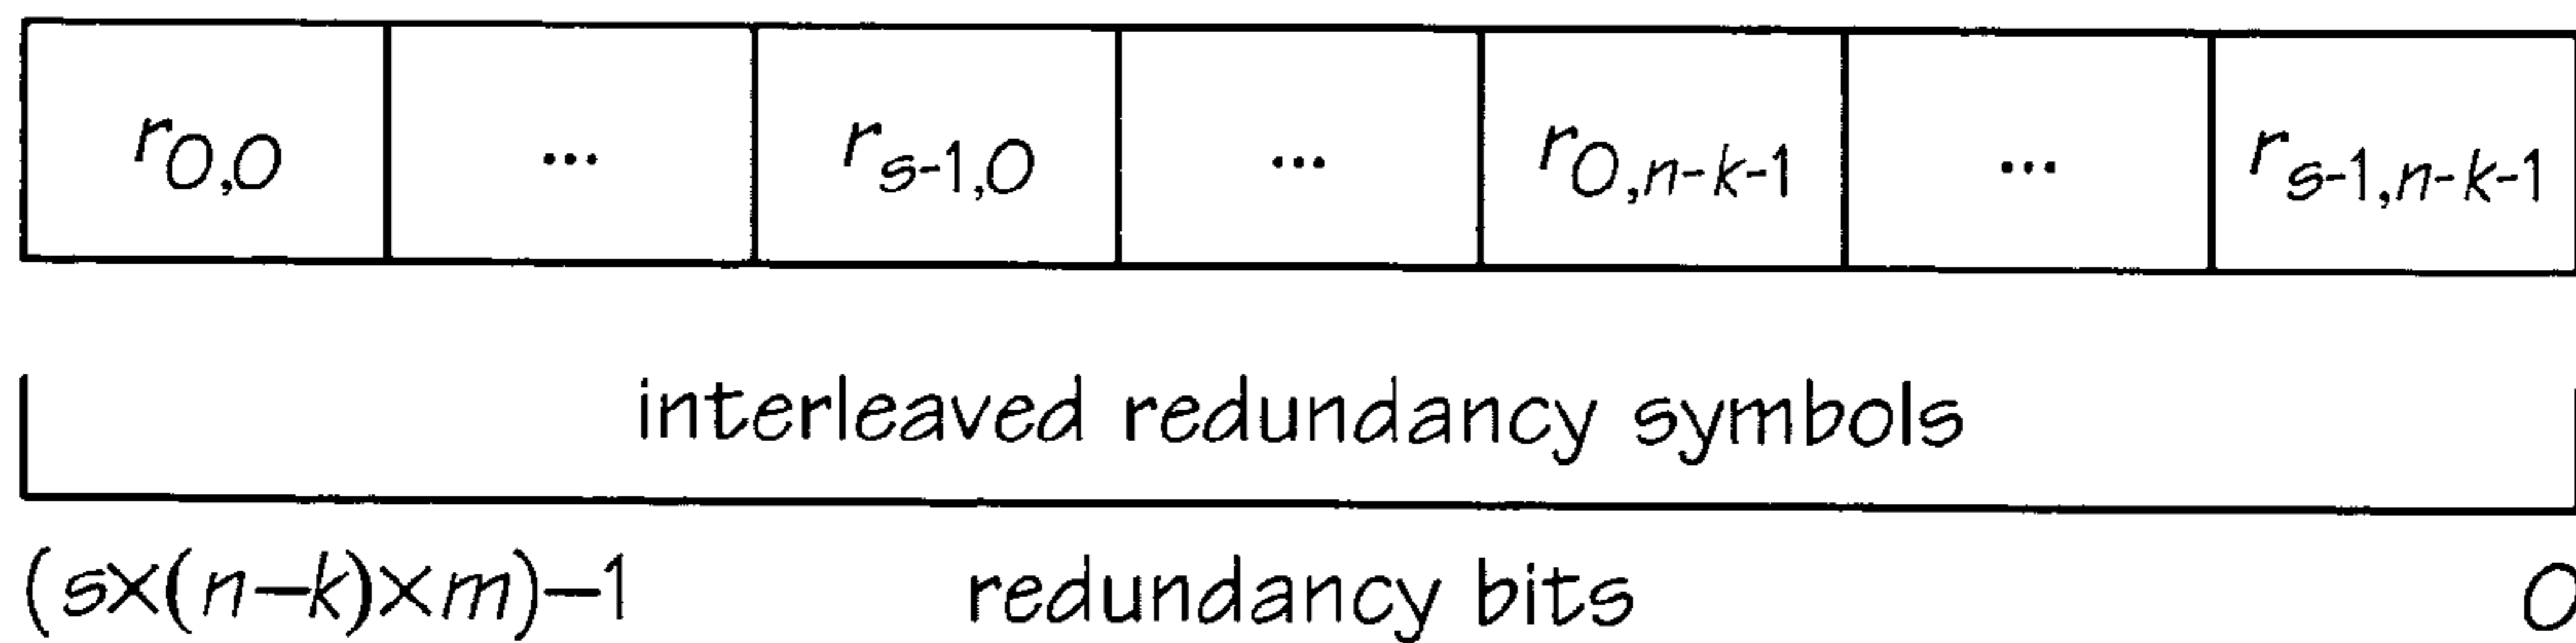 r0,0 ... rs-1,0 ... r0,n-k-1 ... rs-1,n-k-1
interleaved redundancy symbols
(s×(n–k)×m)–1 redundancy bits 0